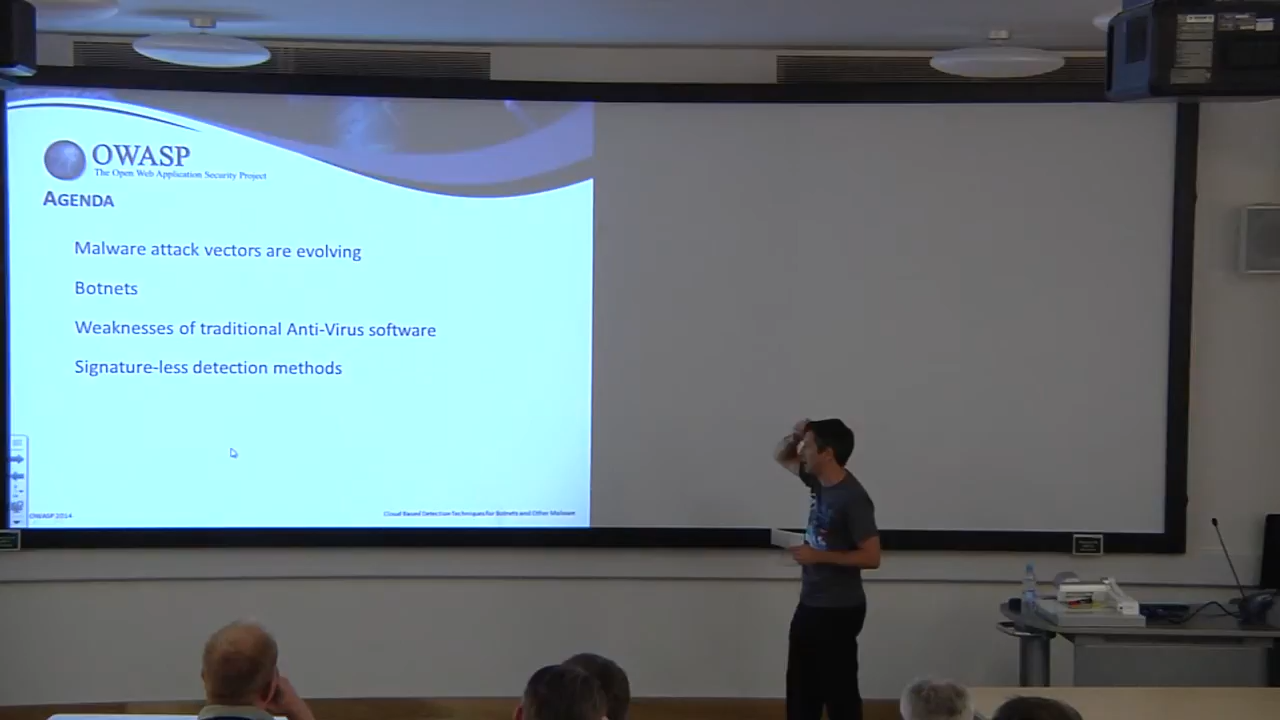 OWASP
The Open Web Application Security Project
AGENDA
Malware attack vectors are evolving
Botnets
Weaknesses of traditional Anti-Virus software
Signature-less detection methods
OWASP 2014
Cloud Based Detection Techniques for Botnets and Other Malware